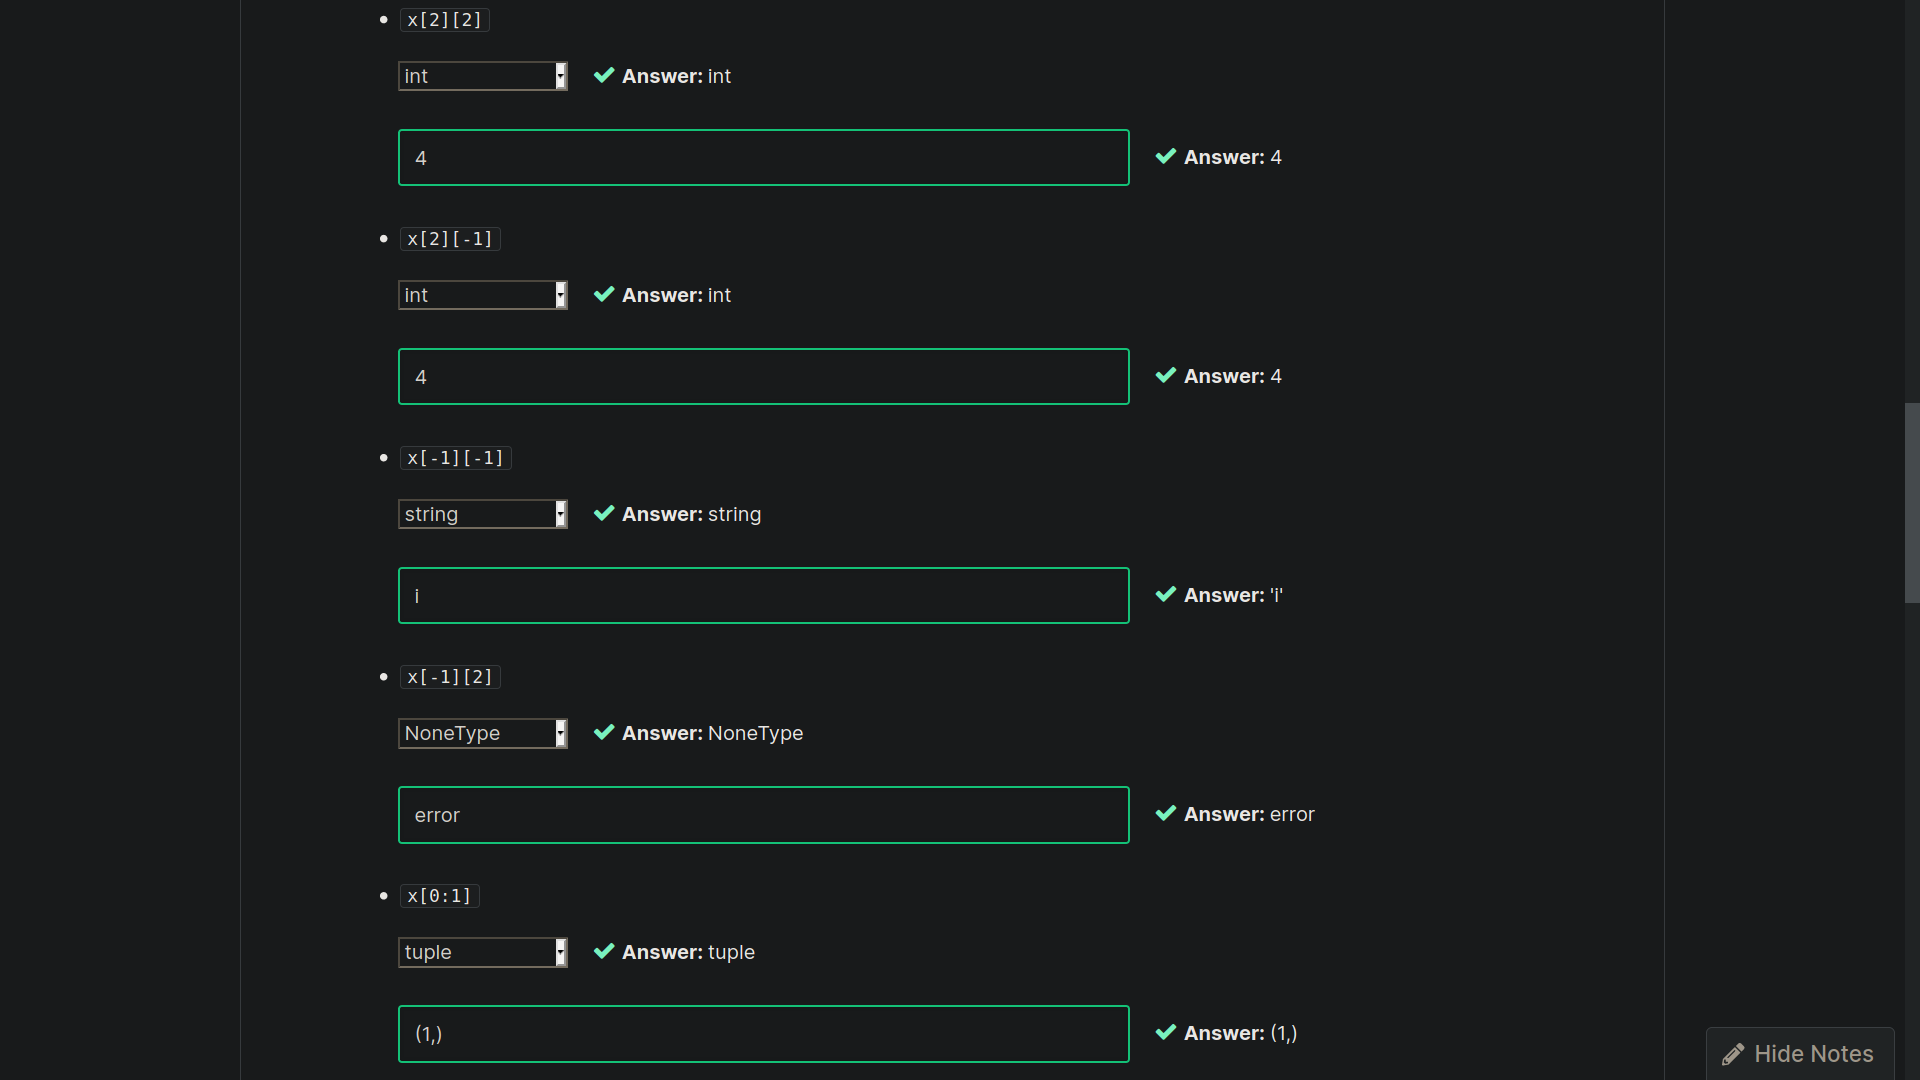 x[2][2]
int
Answer: int
4
Answer: 4
x[2][-1]
int
Answer: int
4
Answer: 4
x[-1][-1]
string
Answer: string
i
Answer: 'i'
x[-1][2]
NoneType
Answer: NoneType
error
Answer: error
x[0:1]
tuple
Answer: tuple
(1,)
Answer: (1,)
Hide Notes